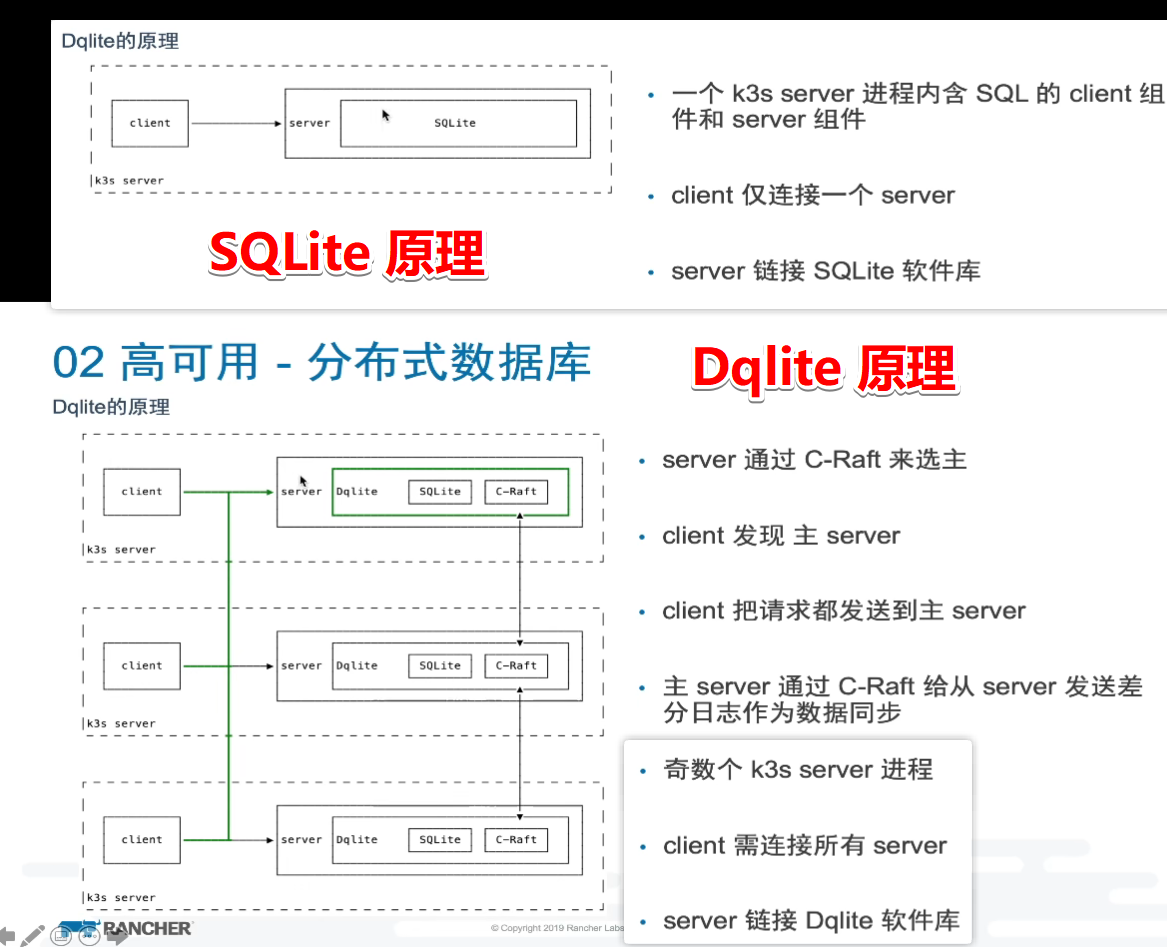 Dqlite的原理
client
server
SQLite
k3s server
SQLite 原理
• 一个 k3s server 进程内含 SQL 的 client 组
件和 server 组件
• client 仅连接一个 server
• server 链接 SQLite 软件库
02 高可用 - 分布式数据库
Dqlite 原理
Dqlite的原理
client
server
Dqlite
SQLite
C-Raft
k3s server
client
server
Dqlite
SQLite
C-Raft
k3s server
client
server
Dqlite
SQLite
C-Raft
k3s server
• server 通过 C-Raft 来选主
• client 发现 主 server
• client 把请求都发送到主 server
• 主 server 通过 C-Raft 给从 server 发送差
分日志作为数据同步
• 奇数个 k3s server 进程
• client 需连接所有 server
• server 链接 Dqlite 软件库
RANCHER
© Copyright 2019 Rancher Labs